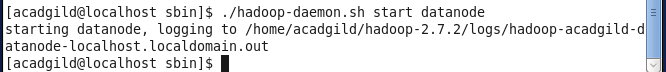 [acadgild@localhost sbin]$ ./hadoop-daemon.sh start datanode
starting datanode, logging to /home/acadgild/hadoop-2.7.2/logs/hadoop-acadgild-d
atanode-localhost.localdomain.out
[acadgild@localhost sbin]$